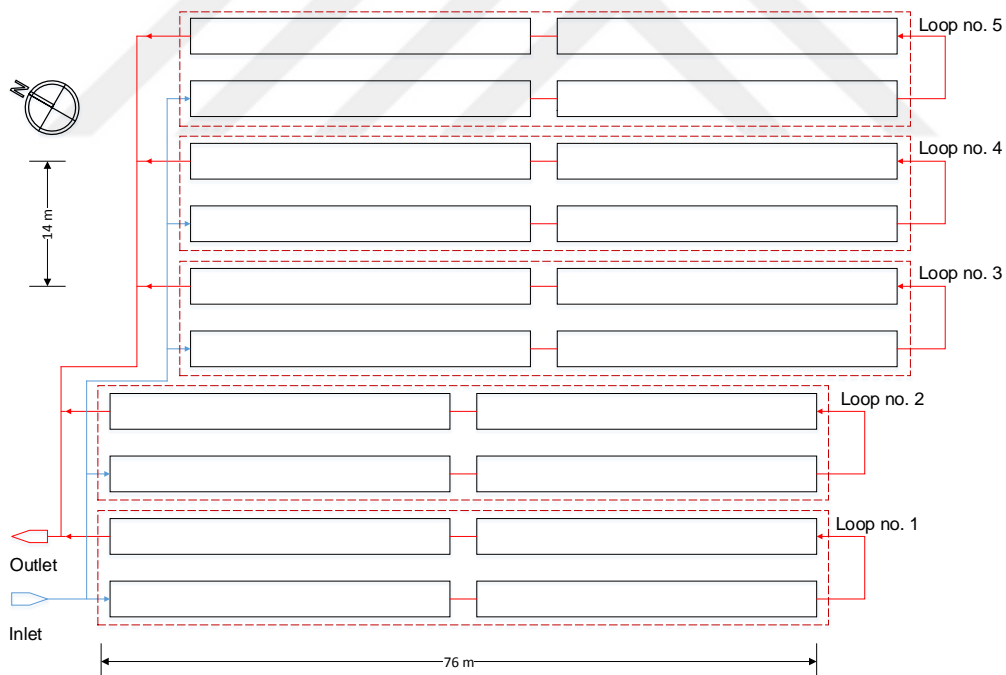 Loop no. 5
N
Loop no. 4
14 m
Loop no. 3
Loop no. 2
Loop no. 1
Outlet
Inlet
76 m